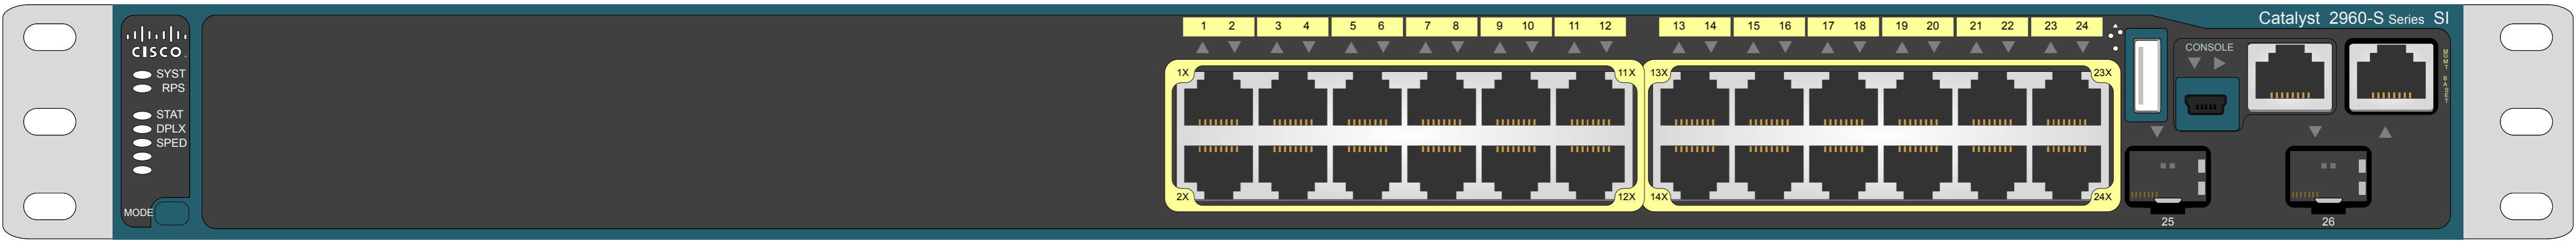 Catalyst 2960-S Series SI
CISCO
SYST
RPS
STAT
DPLX
SPED
MODE
1 2 3 4 5 6 7 8 9 10 11 12
13 14 15 16 17 18 19 20 21 22 23 24
1X 11X
2X 12X
13X 23X
14X 24X
CONSOLE
MGMT BASET
25 26